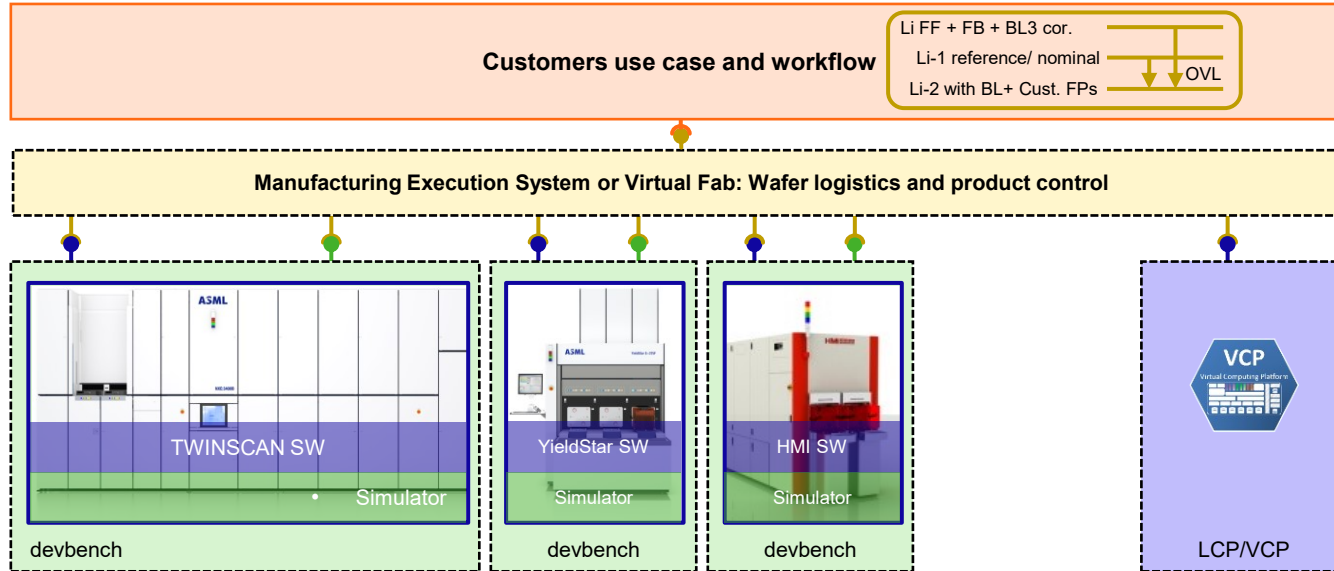 Li FF + FB + BL3 cor.
Customers use case and workflow
Li-1 reference/ nominal
OVL
Li-2 with BL+ Cust. FPs
Manufacturing Execution System or Virtual Fab: Wafer logistics and product control
ASML
TWINSCAN SW
• Simulator
devbench
ASML
YieldStar SW
Simulator
devbench
HMI
HMI SW
Simulator
devbench
VCP
Virtual Computing Platform
LCP/VCP